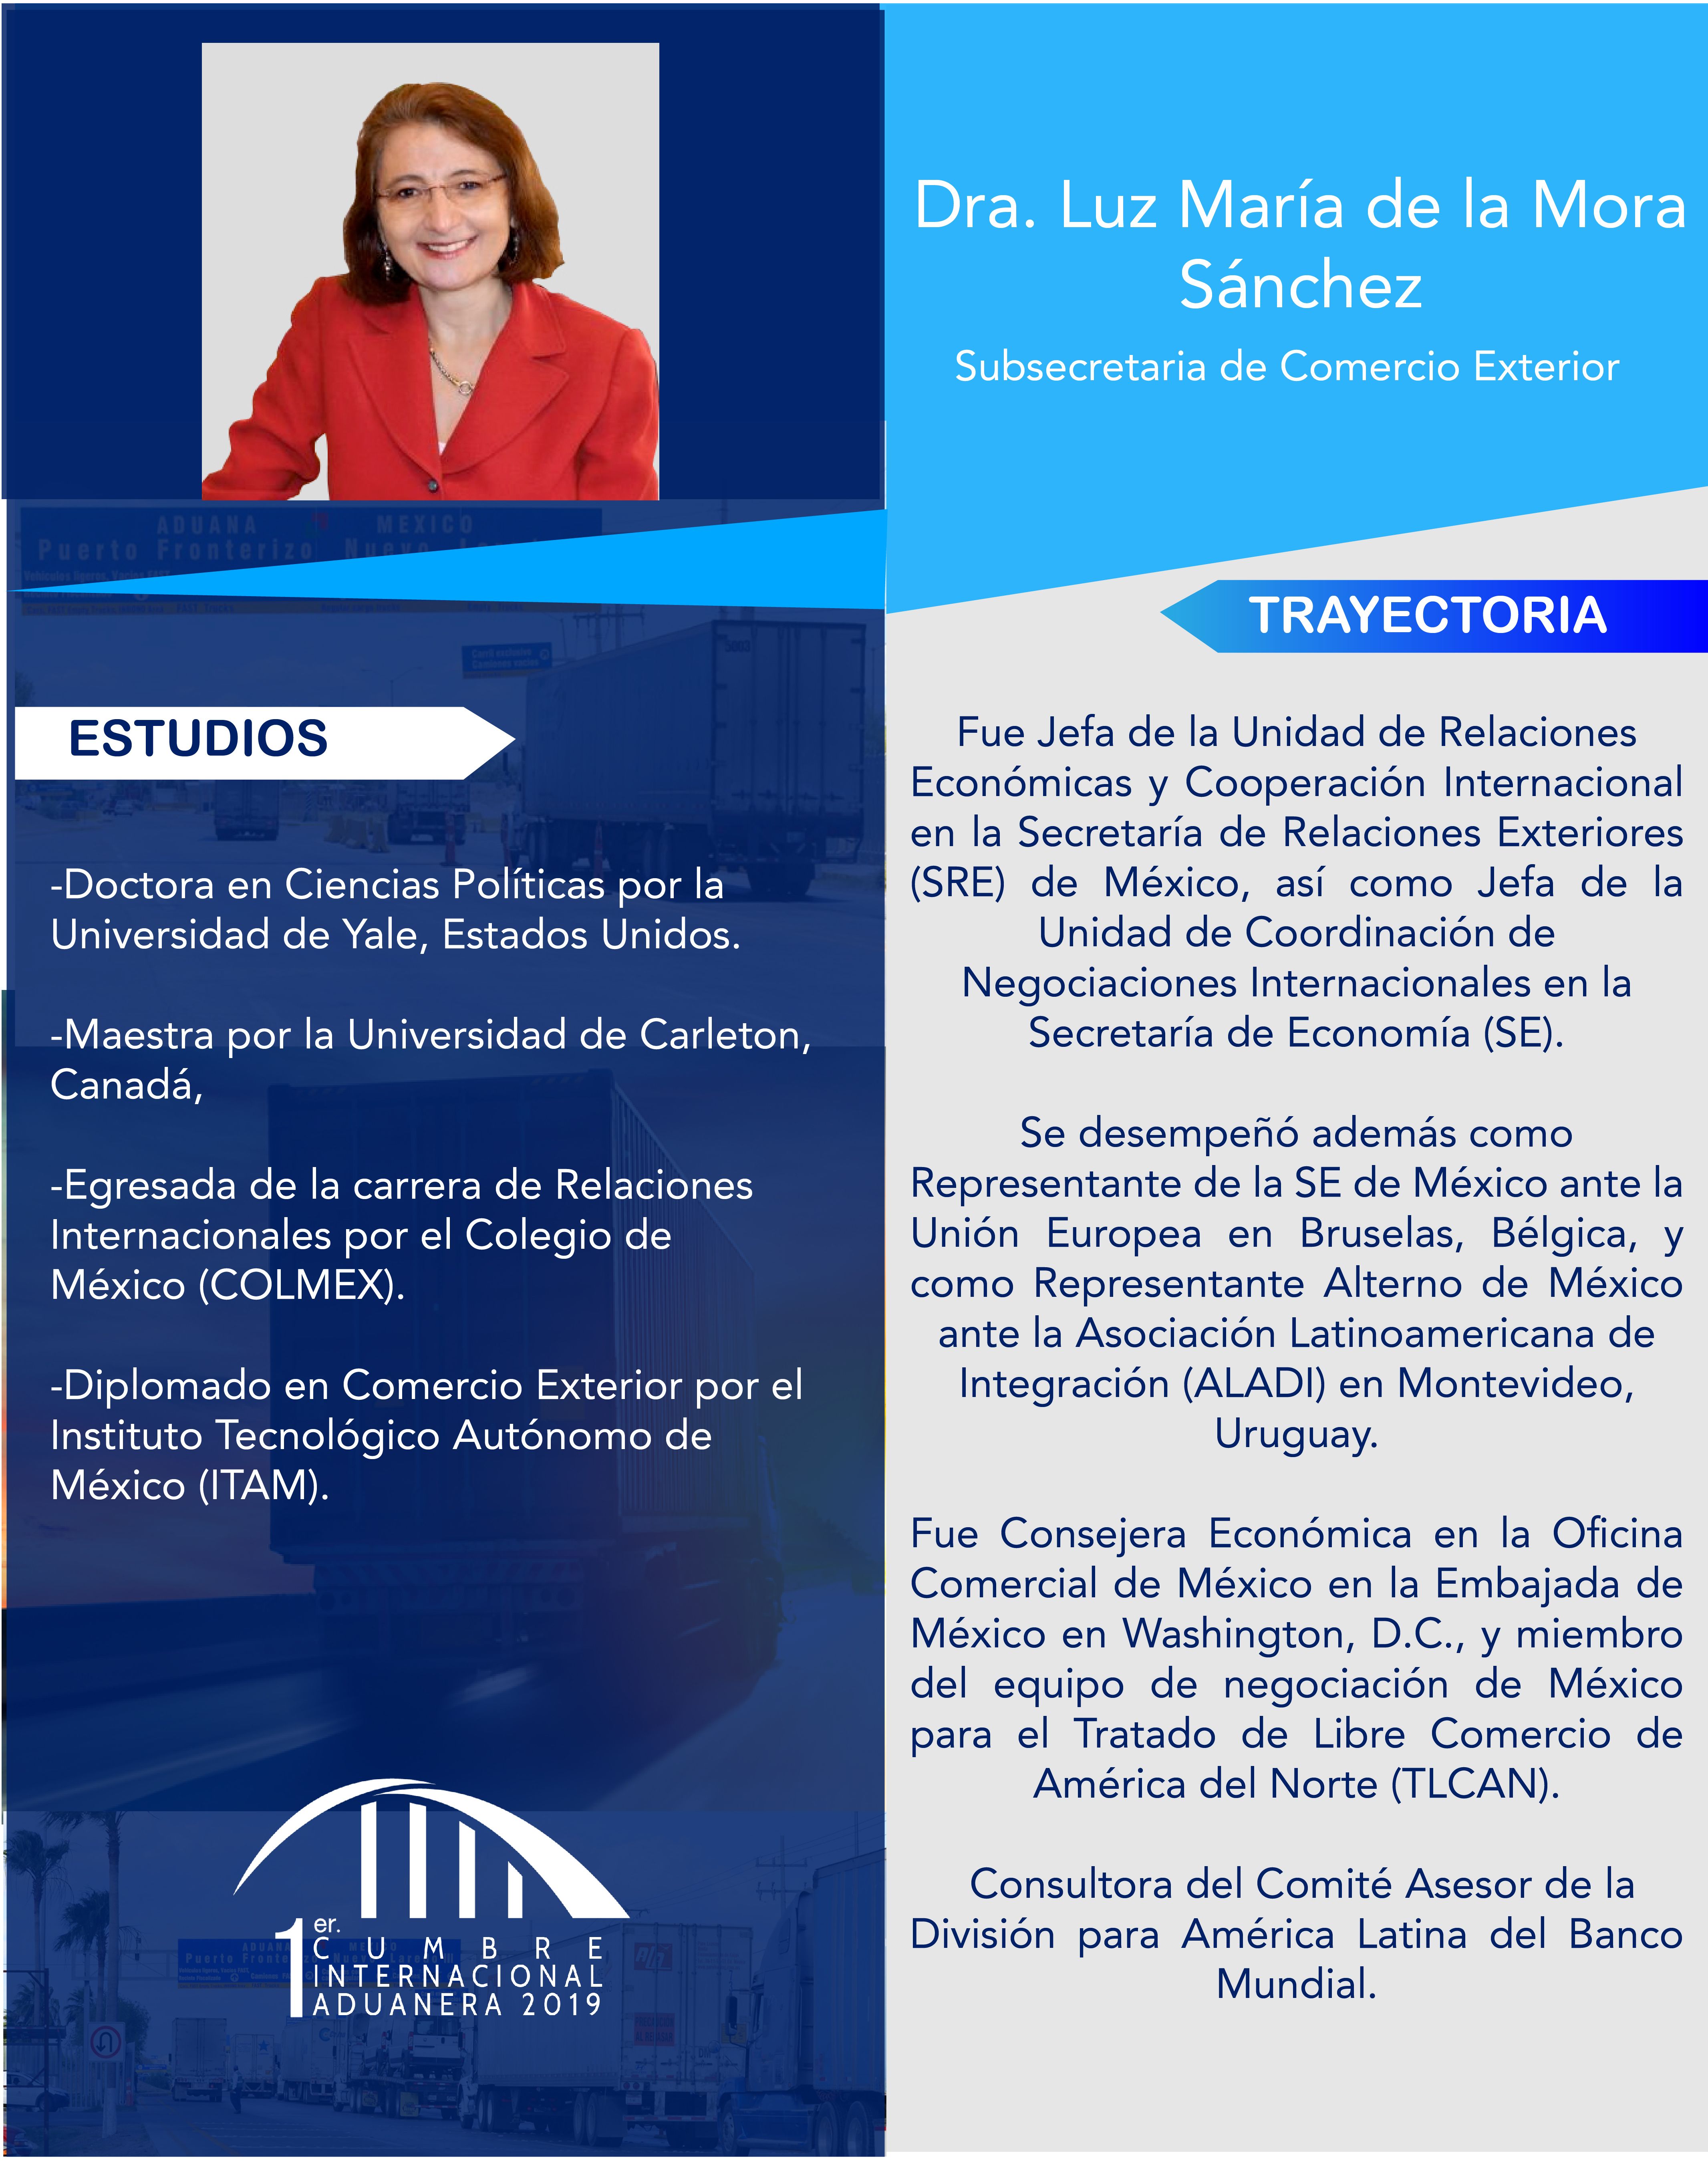 Dra. Luz María de la Mora
Sánchez
Subsecretaria de Comercio Exterior
ADUANA MEXICO
Puerto Fronterizo Nuevo
ESTUDIOS
-Doctora en Ciencias Políticas por la
Universidad de Yale, Estados Unidos.
-Maestra por la Universidad de Carleton,
Canadá,
-Egresada de la carrera de Relaciones
Internacionales por el Colegio de
México (COLMEX).
-Diplomado en Comercio Exterior por el
Instituto Tecnológico Autónomo de
México (ITAM).
1er.
CUMBRE
INTERNACIONAL
ADUANERA 2019
TRAYECTORIA
Fue Jefa de la Unidad de Relaciones
Económicas y Cooperación Internacional
en la Secretaría de Relaciones Exteriores
(SRE) de México, así como Jefa de la
Unidad de Coordinación de
Negociaciones Internacionales en la
Secretaría de Economía (SE).
Se desempeñó además como
Representante de la SE de México ante la
Unión Europea en Bruselas, Bélgica, y
como Representante Alterno de México
ante la Asociación Latinoamericana de
Integración (ALADI) en Montevideo,
Uruguay.
Fue Consejera Económica en la Oficina
Comercial de México en la Embajada de
México en Washington, D.C., y miembro
del equipo de negociación de México
para el Tratado de Libre Comercio de
América del Norte (TLCAN).
Consultora del Comité Asesor de la
División para América Latina del Banco
Mundial.